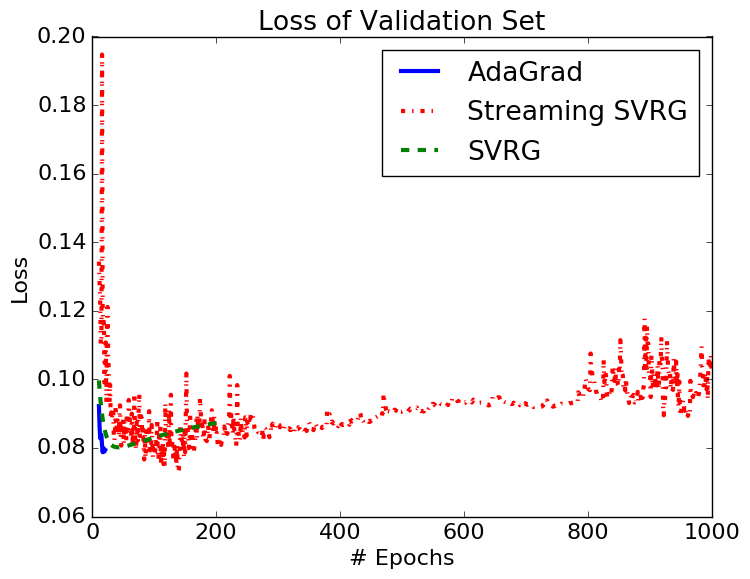 Loss of Validation Set
0.20
0.18
0.16
0.14
0.12
0.10
0.08
0.06
Loss
AdaGrad
Streaming SVRG
SVRG
0 200 400 600 800 1000
# Epochs